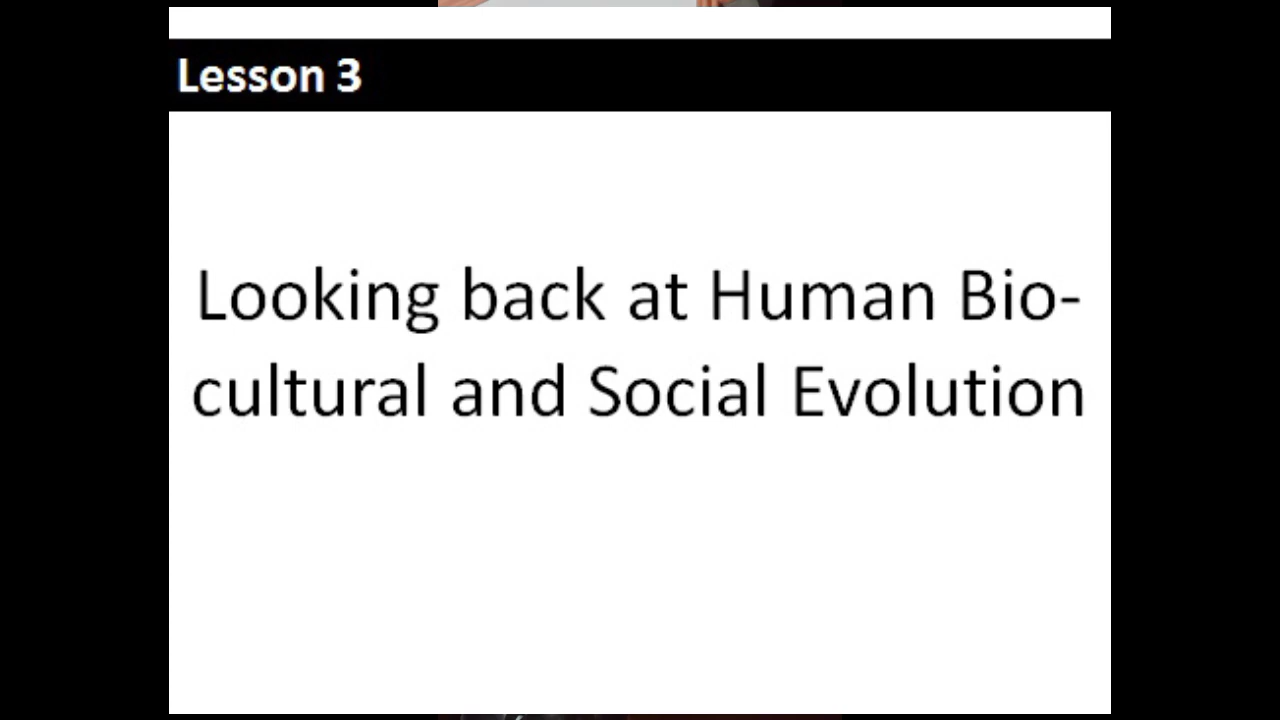 Lesson 3
Looking back at Human Bio-
cultural and Social Evolution